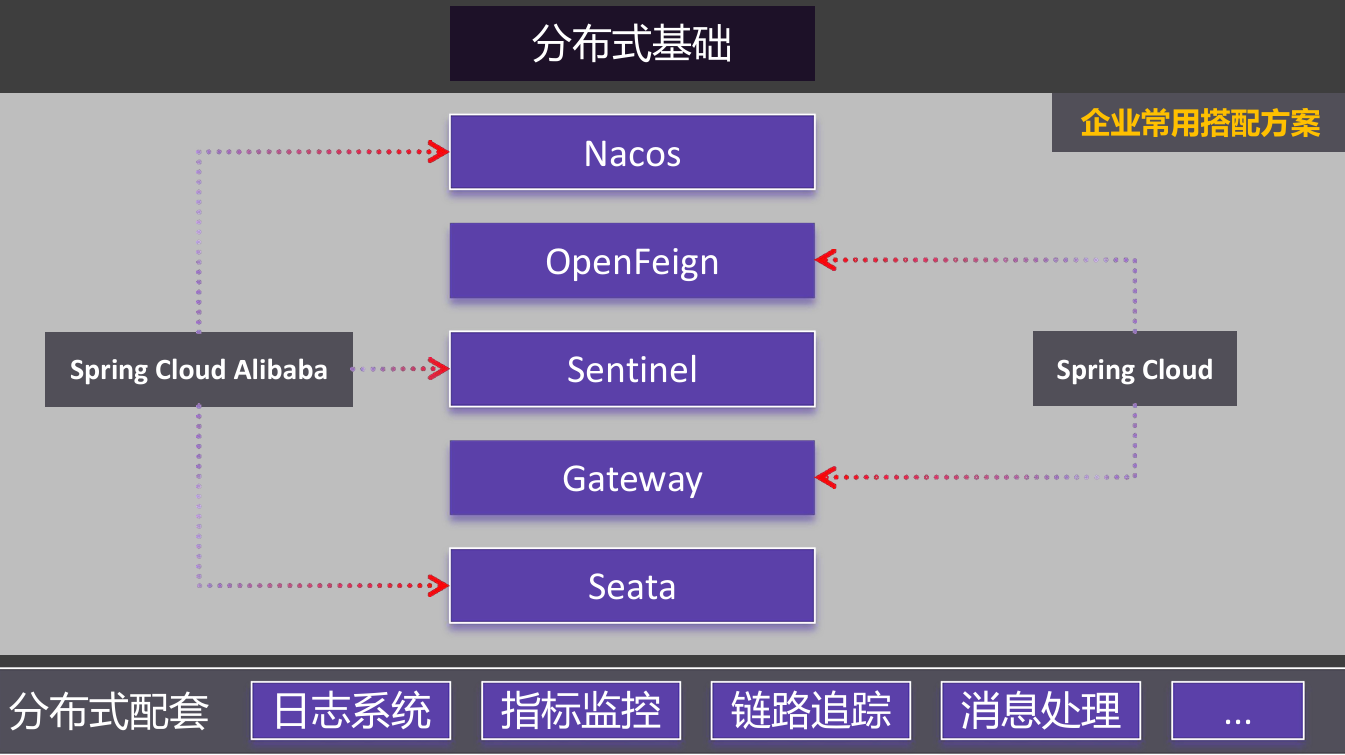 分布式基础
企业常用搭配方案
Nacos
OpenFeign
Spring Cloud Alibaba
Sentinel
Spring Cloud
Gateway
Seata
分布式配套
日志系统
指标监控
链路追踪
消息处理
...